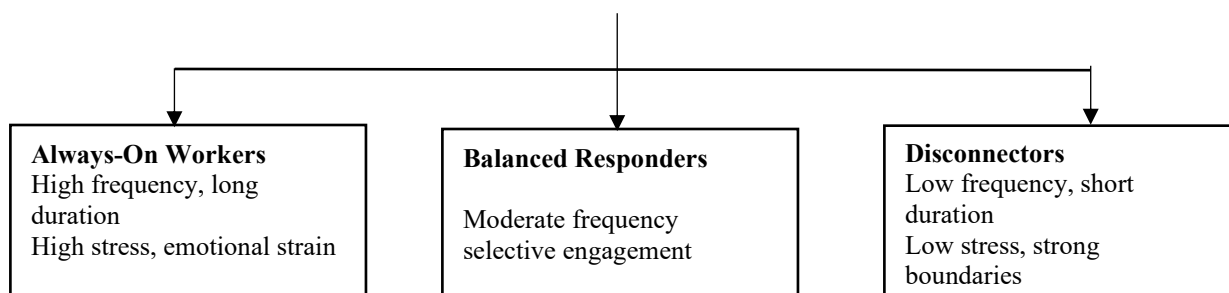 Always-On Workers
High frequency, long
duration
High stress, emotional strain
Balanced Responders
Moderate frequency
selective engagement
Disconnectors
Low frequency, short
duration
Low stress, strong
boundaries